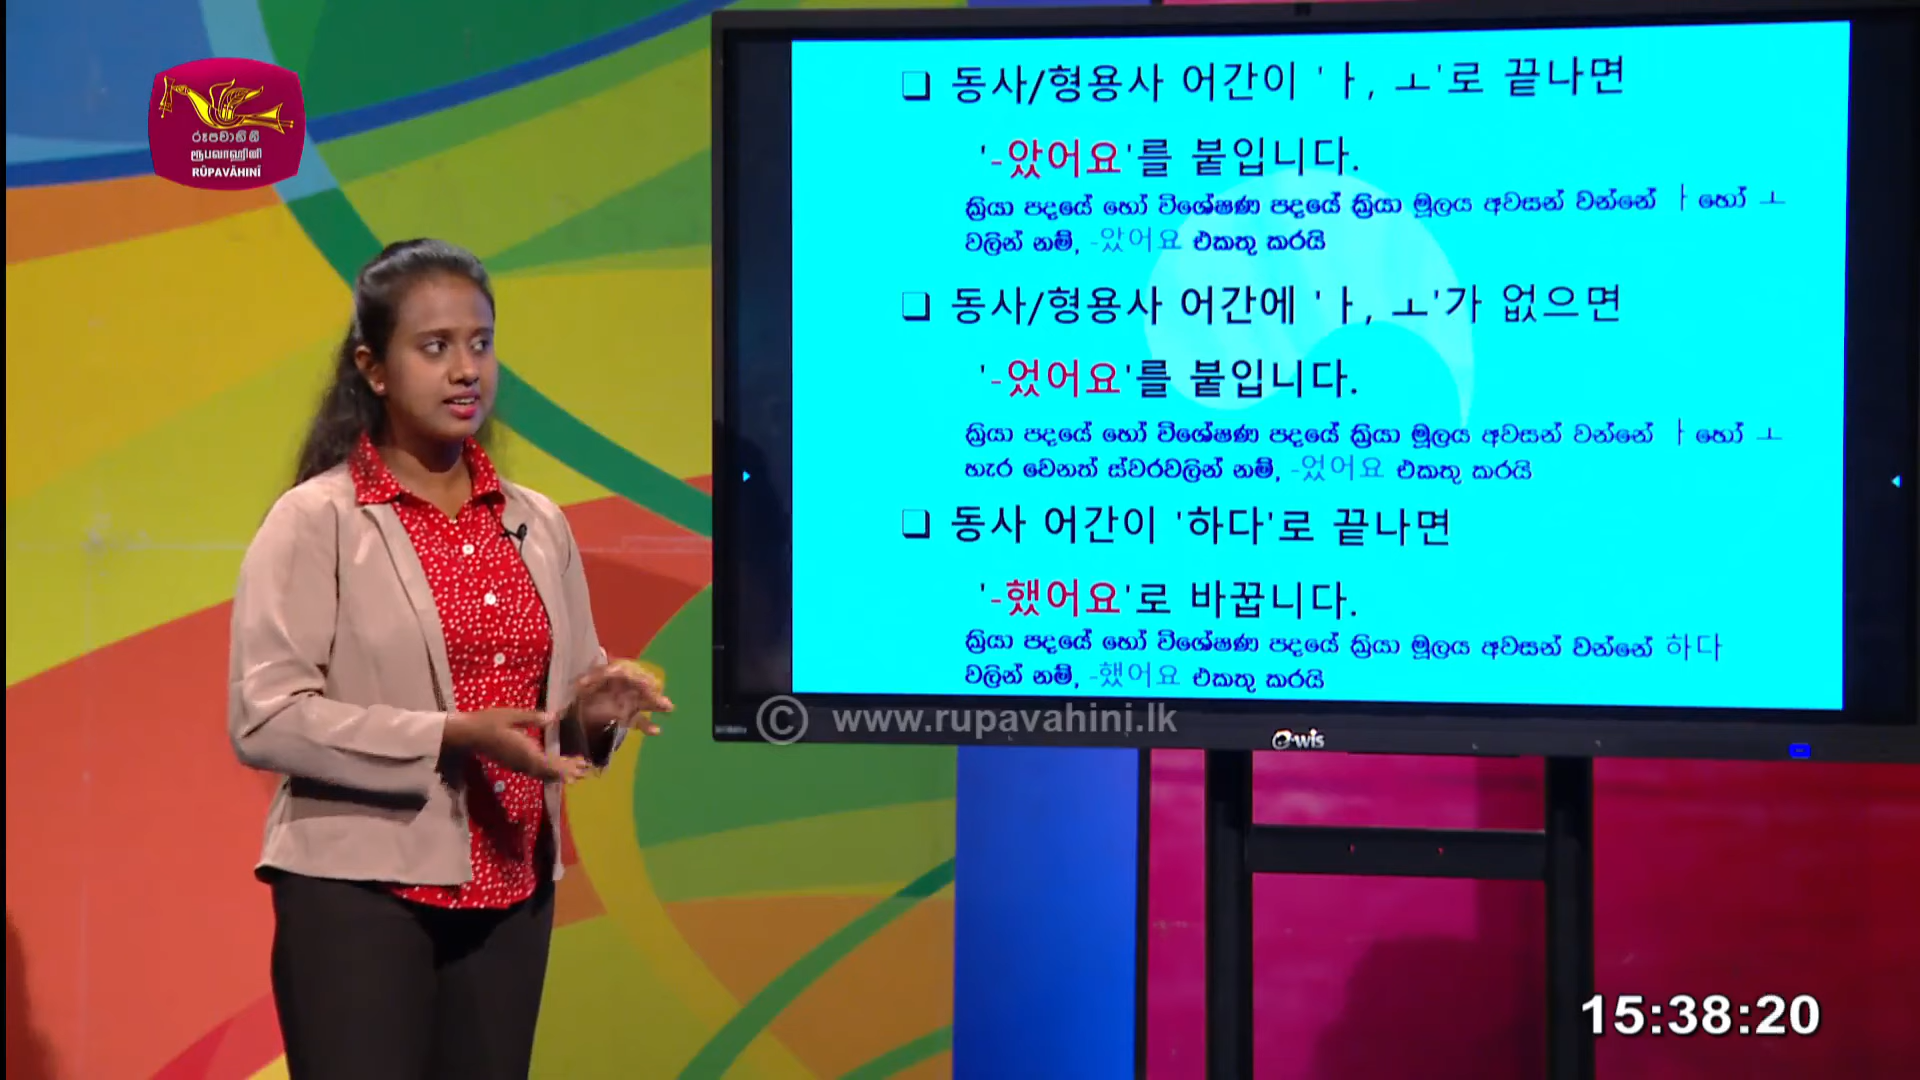 රූපවාහිනී
ரூபவாஹினி
RŪPAVĀHINĪ
❑ 동사/형용사 어간이 'ㅏ, ㅗ'로 끝나면
'-았어요'를 붙입니다.
ක්‍රියා පදයේ හෝ විශේෂණ පදයේ ක්‍රියා මූලය අවසන් වන්නේ ㅏහෝ ㅗ
වලින් නම්, -았어요 එකතු කරයි
❑ 동사/형용사 어간에 'ㅏ, ㅗ'가 없으면
'-었어요'를 붙입니다.
ක්‍රියා පදයේ හෝ විශේෂණ පදයේ ක්‍රියා මූලය අවසන් වන්නේ ㅏහෝ ㅗ
හැර වෙනත් ස්වරවලින් නම්, -었어요 එකතු කරයි
❑ 동사 어간이 '하다'로 끝나면
'-했어요'로 바꿉니다.
ක්‍රියා පදයේ හෝ විශේෂණ පදයේ ක්‍රියා මූලය අවසන් වන්නේ 하다
වලින් නම්, -했어요 එකතු කරයි
© www.rupavahini.lk
e-wis
15:38:20